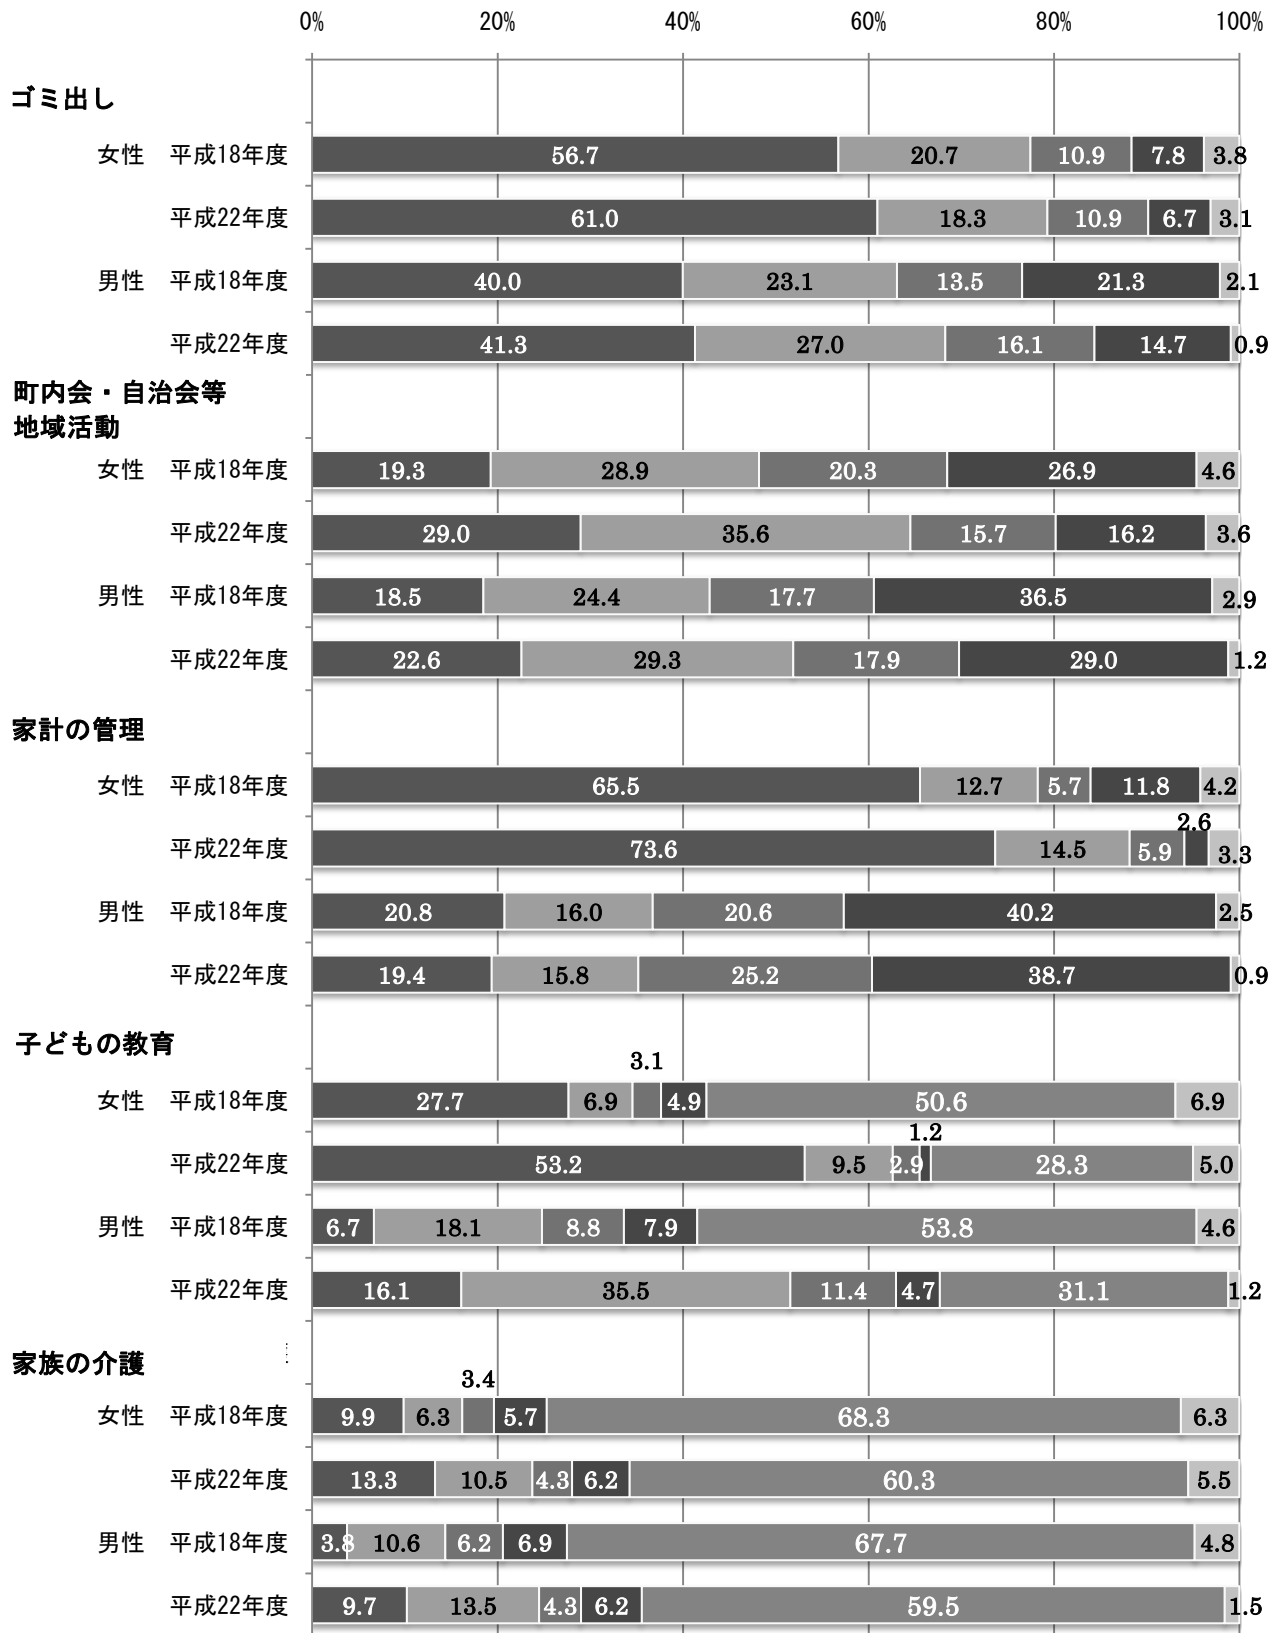 0% 20% 40% 60% 80% 100%
ゴミ出し
女性 平成18年度 56.7 20.7 10.9 7.8 3.8
平成22年度 61.0 18.3 10.9 6.7 3.1
男性 平成18年度 40.0 23.1 13.5 21.3 2.1
平成22年度 41.3 27.0 16.1 14.7 0.9
町内会・自治会等
地域活動
女性 平成18年度 19.3 28.9 20.3 26.9 4.6
平成22年度 29.0 35.6 15.7 16.2 3.6
男性 平成18年度 18.5 24.4 17.7 36.5 2.9
平成22年度 22.6 29.3 17.9 29.0 1.2
家計の管理
女性 平成18年度 65.5 12.7 5.7 11.8 4.2
2.6
平成22年度 73.6 14.5 5.9 3.3
男性 平成18年度 20.8 16.0 20.6 40.2 2.5
平成22年度 19.4 15.8 25.2 38.7 0.9
子どもの教育
3.1
女性 平成18年度 27.7 6.9 4.9 50.6 6.9
1.2
平成22年度 53.2 9.5 2.9 28.3 5.0
男性 平成18年度 6.7 18.1 8.8 7.9 53.8 4.6
平成22年度 16.1 35.5 11.4 4.7 31.1 1.2
家族の介護
3.4
女性 平成18年度 9.9 6.3 5.7 68.3 6.3
平成22年度 13.3 10.5 4.3 6.2 60.3 5.5
男性 平成18年度 3.8 10.6 6.2 6.9 67.7 4.8
平成22年度 9.7 13.5 4.3 6.2 59.5 1.5